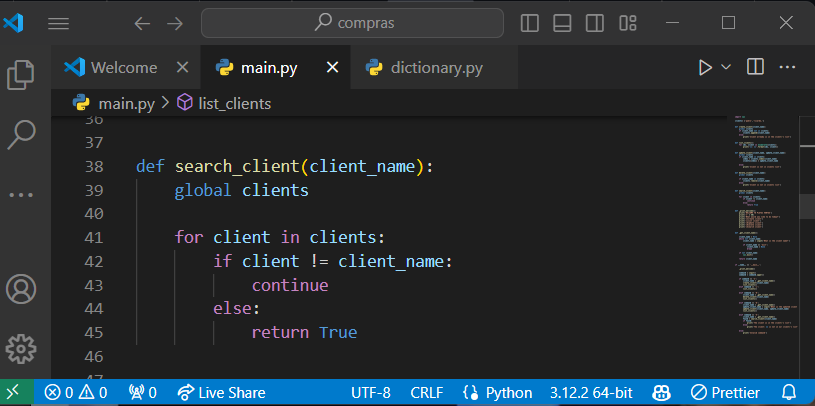 compras
Welcome
main.py
dictionary.py
main.py > list_clients
36
37
38 def search_client(client_name):
39     global clients
40
41     for client in clients:
42         if client != client_name:
43             continue
44         else:
45             return True
46
0 0 0 Live Share UTF-8 CRLF {} Python 3.12.2 64-bit Prettier